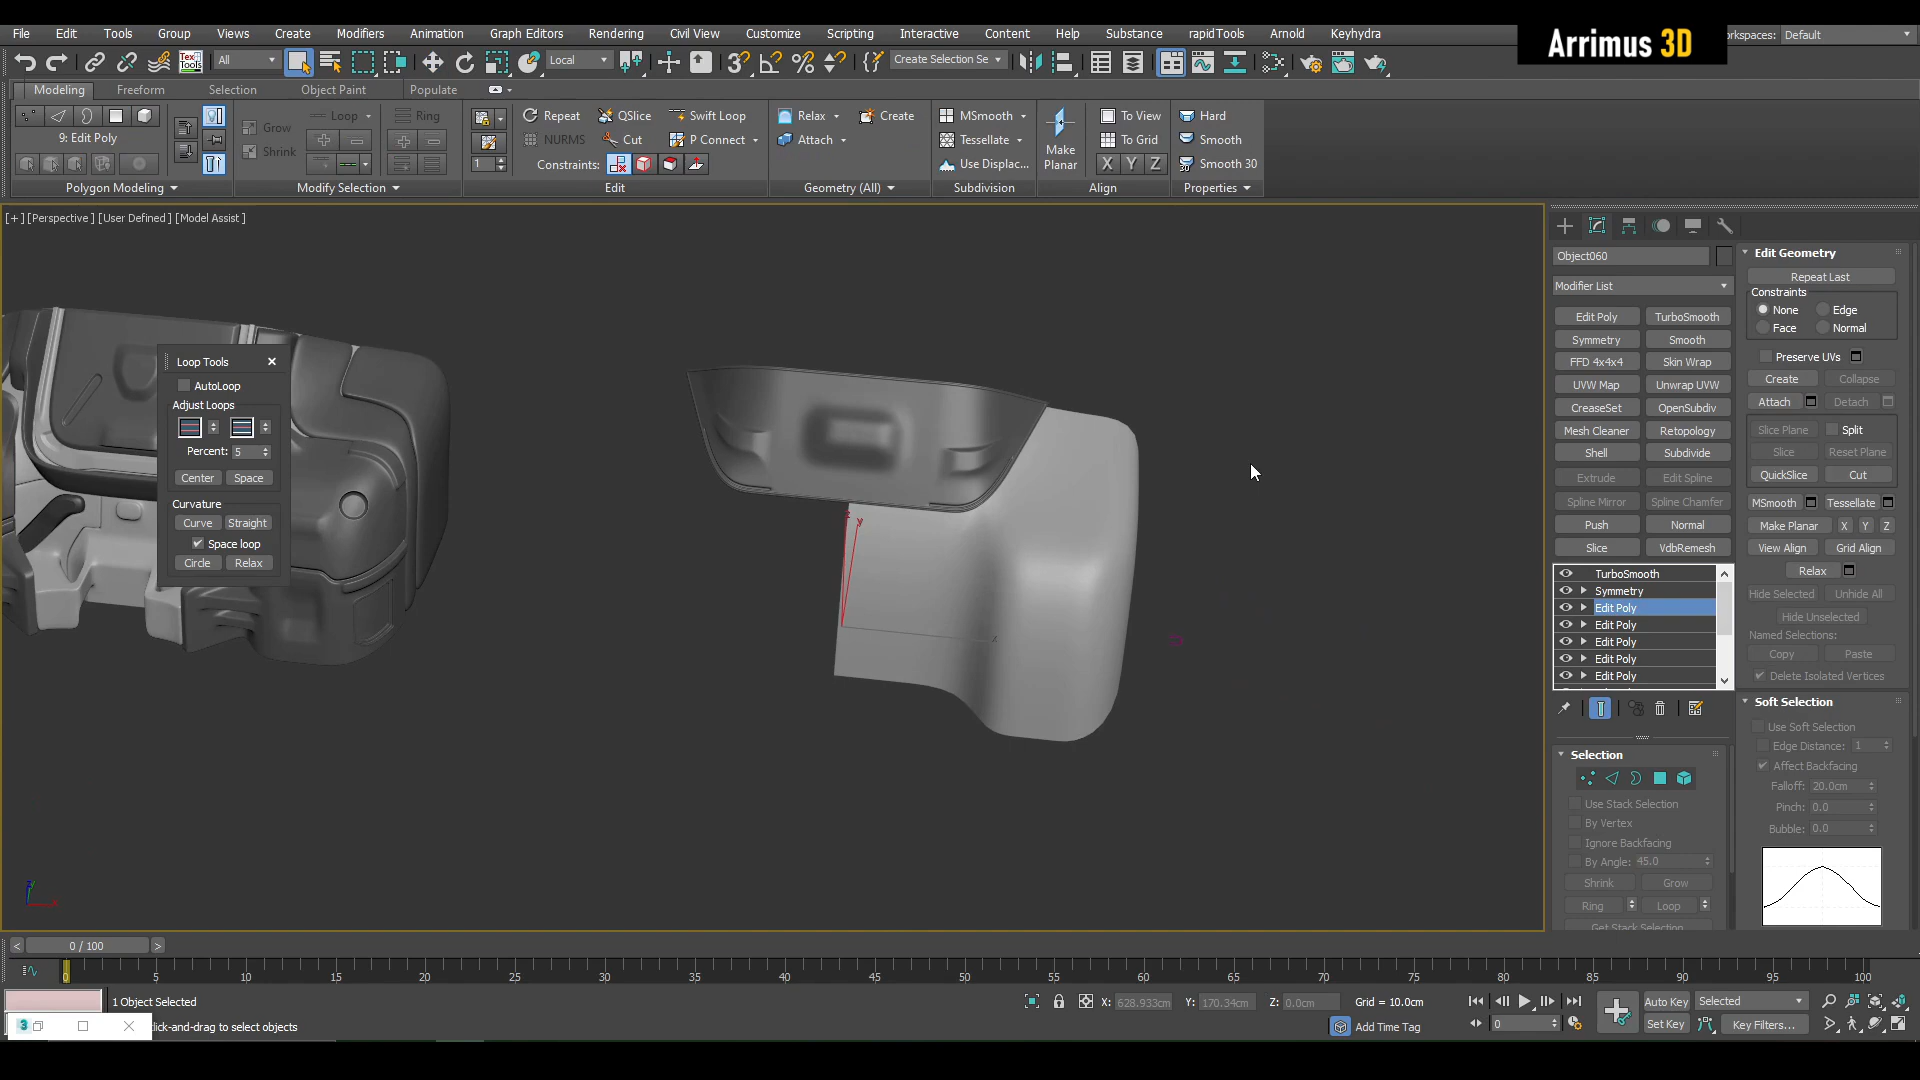 File Edit Tools Group Views Create Modifiers Animation Graph Editors Rendering Civil View Customize Scripting Interactive Content Help Substance rapidTools Arnold Keyhydra
Arrimus 3D
orkspaces: Default
Tex Tools All Local Create Selection Se
Modeling Freeform Selection Object Paint Populate
9: Edit Poly
Grow
Shrink
Loop
Ring
Repeat QSlice Swift Loop
NURMS Cut P Connect
Constraints:
1
Relax Create
Attach
MSmooth
Tessellate
Use Displac...
Make Planar
To View
To Grid
X Y Z
Hard
Smooth
Smooth 30
Polygon Modeling Modify Selection Edit Geometry (All) Subdivision Align Properties
[+] [Perspective ] [User Defined ] [Model Assist ]
Loop Tools
AutoLoop
Adjust Loops
Percent: 5
Center Space
Curvature
Curve Straight
Space loop
Circle Relax
Object060
Modifier List
Edit Poly TurboSmooth
Symmetry Smooth
FFD 4x4x4 Skin Wrap
UVW Map Unwrap UVW
CreaseSet OpenSubdiv
Mesh Cleaner Retopology
Shell Subdivide
Extrude Edit Spline
Spline Mirror Spline Chamfer
Push Normal
Slice VdbRemesh
TurboSmooth
Symmetry
Edit Poly
Edit Poly
Edit Poly
Edit Poly
Edit Poly
Selection
Use Stack Selection
By Vertex
Ignore Backfacing
By Angle: 45.0
Shrink Grow
Ring Loop
Get Stack Selection
Edit Geometry
Repeat Last
Constraints
None Edge
Face Normal
Preserve UVs
Create Collapse
Attach Detach
Slice Plane Split
Slice Reset Plane
QuickSlice Cut
MSmooth Tessellate
Make Planar X Y Z
View Align Grid Align
Relax
Hide Selected Unhide All
Hide Unselected
Named Selections:
Copy Paste
Delete Isolated Vertices
Soft Selection
Use Soft Selection
Edge Distance: 1
Affect Backfacing
Falloff: 20.0cm
Pinch: 0.0
Bubble: 0.0
< 0 / 100 >
0 5 10 15 20 25 30 35 40 45 50 55 60 65 70 75 80 85 90 95 100
1 Object Selected
click-and-drag to select objects
X: 628.933cm Y: 170.34cm Z: 0.0cm Grid = 10.0cm
Add Time Tag
0
Auto Key Selected
Set Key Key Filters...